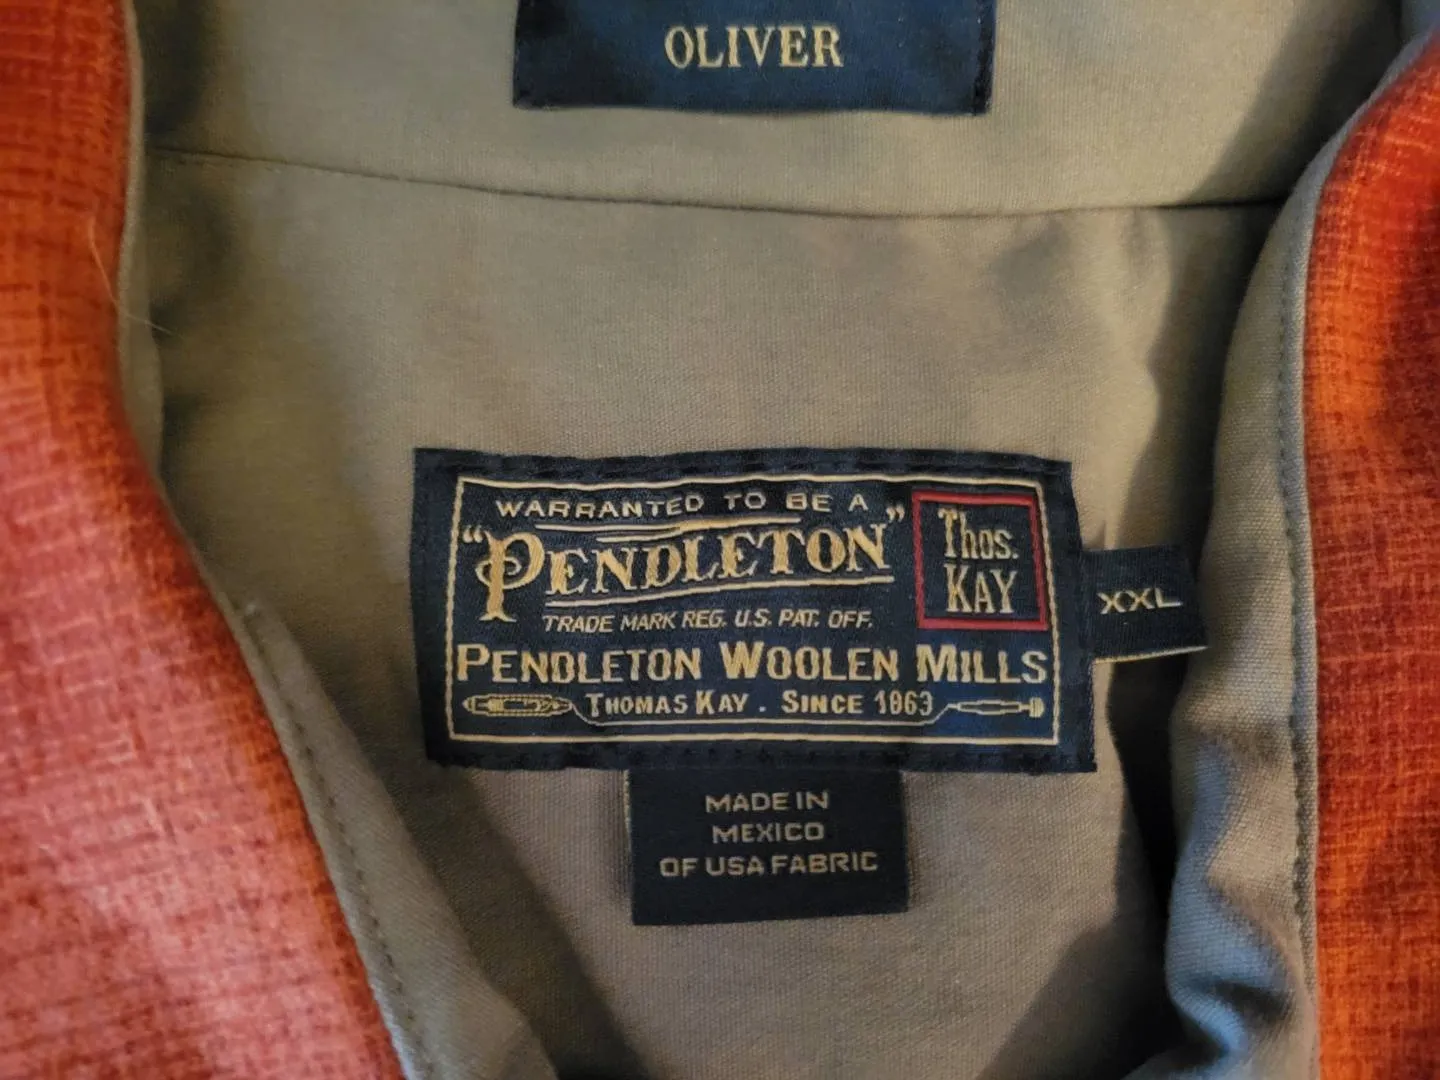 OLIVER
WARRANTED TO BE A
"PENDLETON"
Thos.
KAY
TRADE MARK REG. U.S. PAT. OFF.
PENDLETON WOOLEN MILLS
THOMAS KAY . SINCE 1863
XXL
MADE IN
MEXICO
OF USA FABRIC